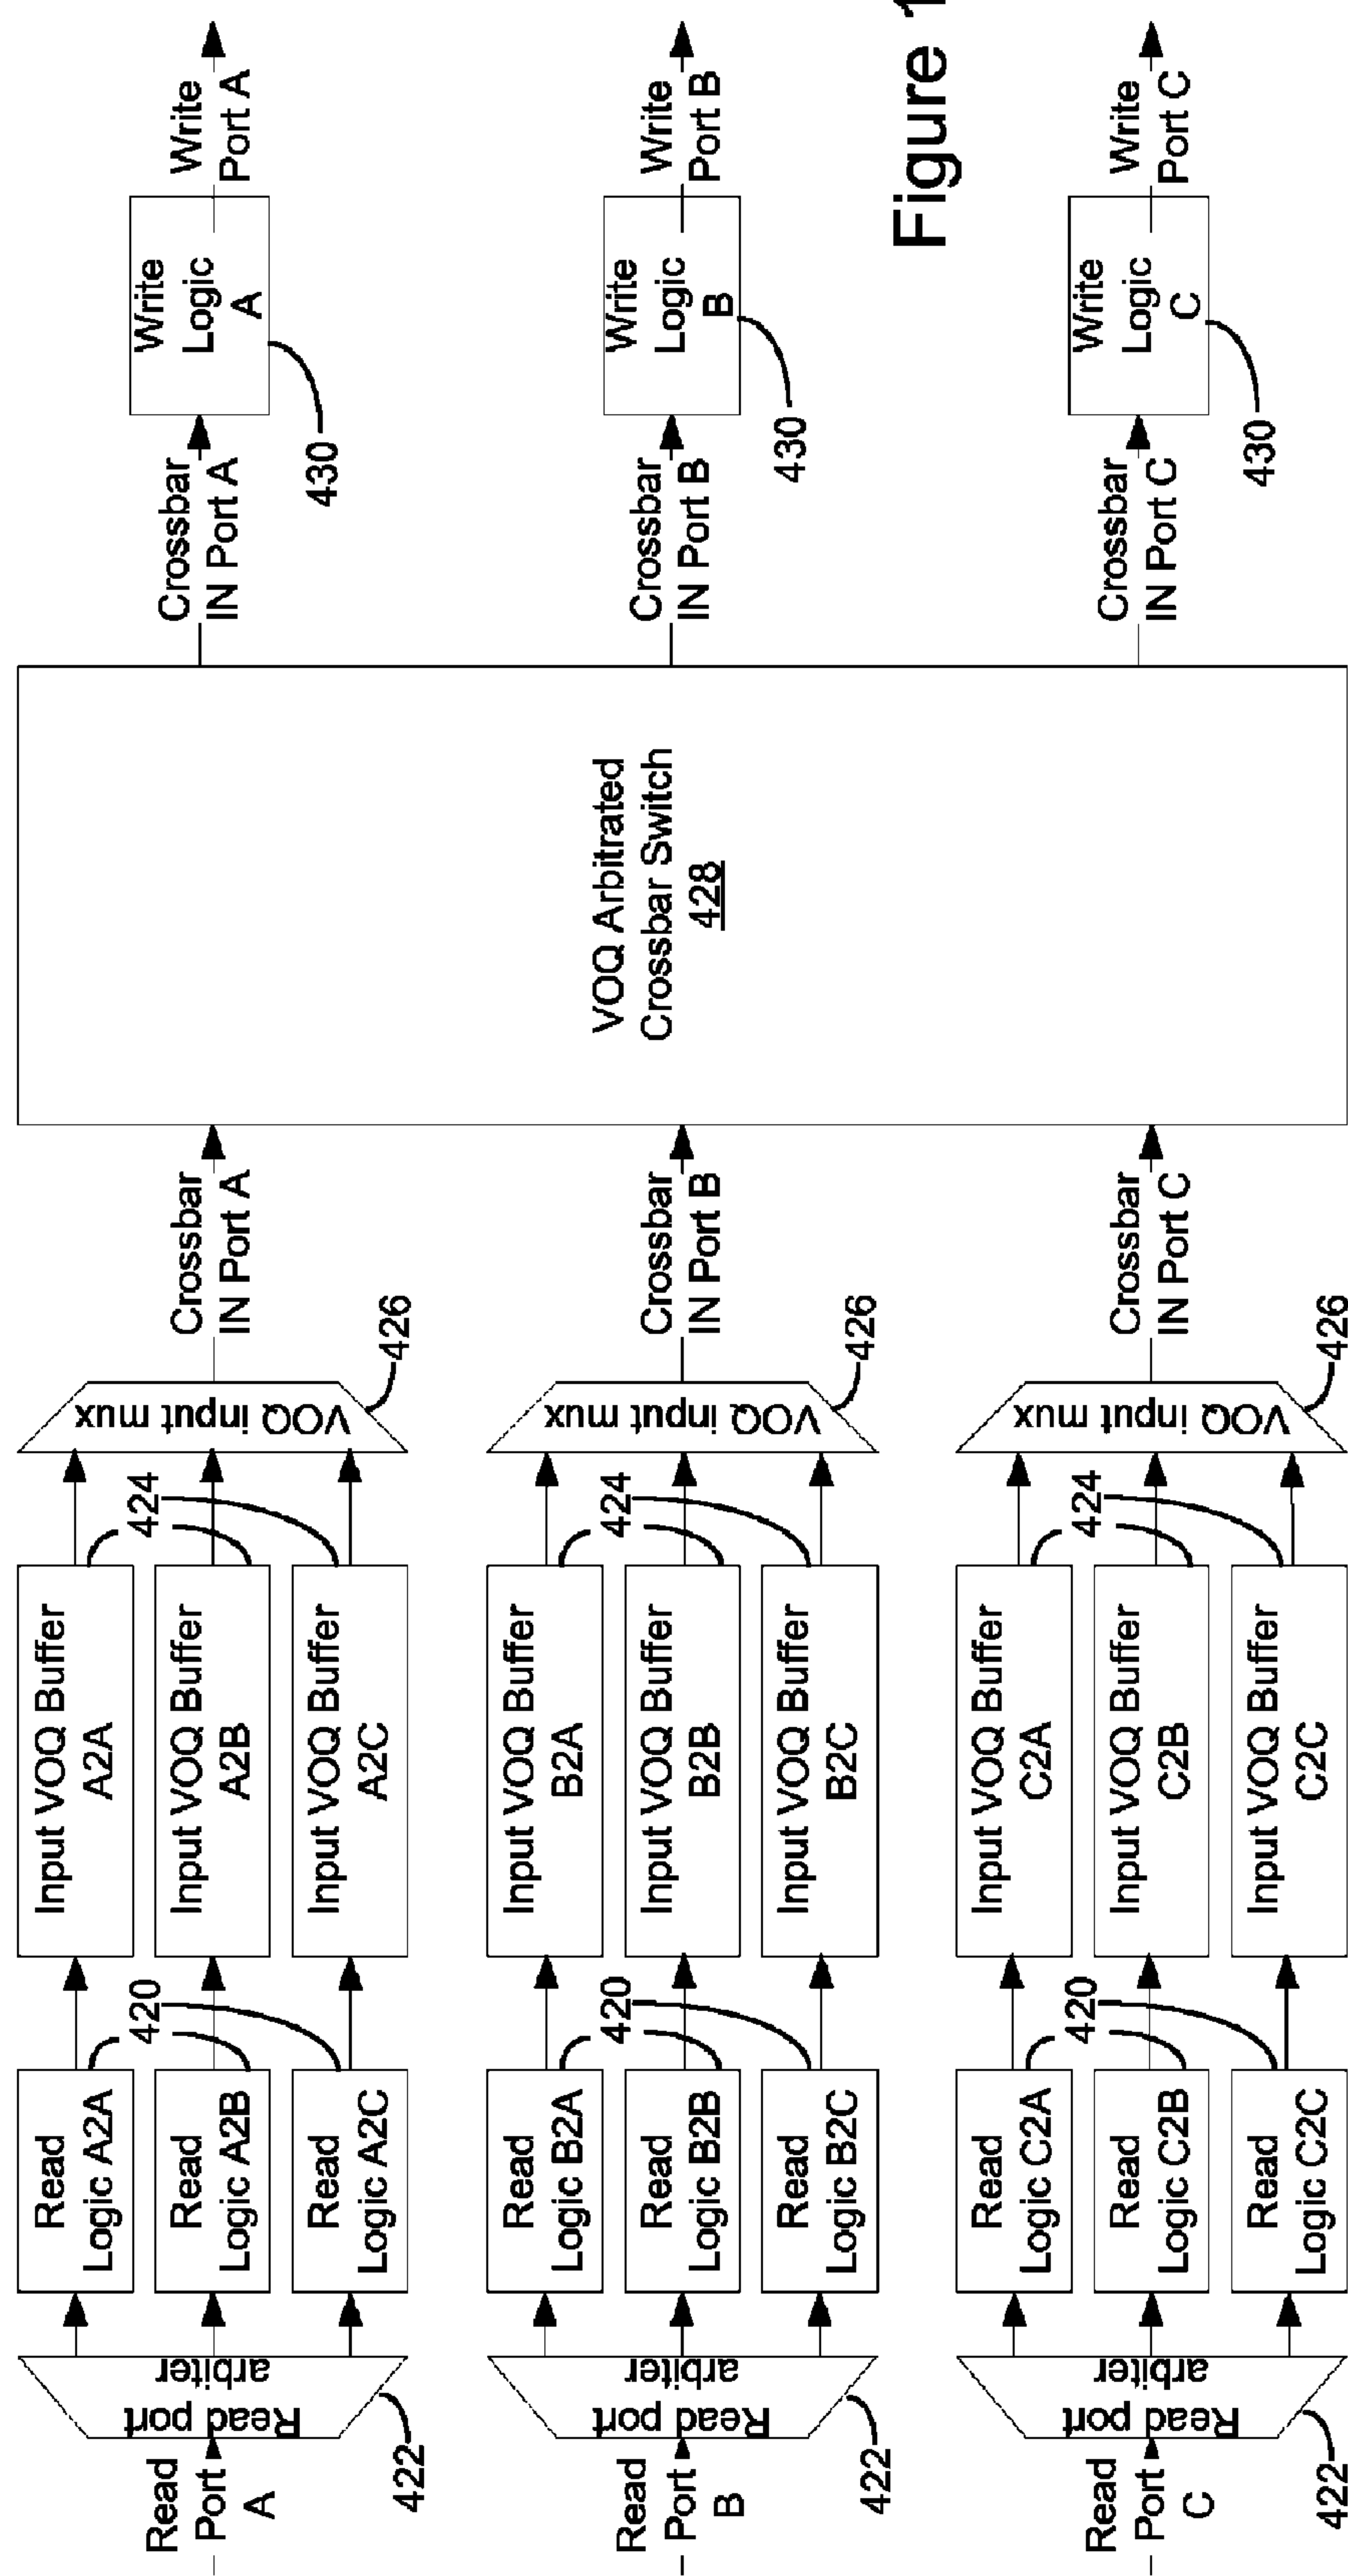 Read
Port
A
422
Read port
arbiter
Read
Logic A2A
Read
Logic A2B
Read
Logic A2C
420
Input VOQ Buffer
A2A
Input VOQ Buffer
A2B
Input VOQ Buffer
A2C
424
VOQ input mux
426
Crossbar
IN Port A
Read
Port
B
422
Read port
arbiter
Read
Logic B2A
Read
Logic B2B
Read
Logic B2C
420
Input VOQ Buffer
B2A
Input VOQ Buffer
B2B
Input VOQ Buffer
B2C
424
VOQ input mux
426
Crossbar
IN Port B
Read
Port
C
422
Read port
arbiter
Read
Logic C2A
Read
Logic C2B
Read
Logic C2C
420
Input VOQ Buffer
C2A
Input VOQ Buffer
C2B
Input VOQ Buffer
C2C
424
VOQ input mux
426
Crossbar
IN Port C
VOQ Arbitrated
Crossbar Switch
428
Crossbar
IN Port A
Write
Logic
A
430
Write
Port A
Crossbar
IN Port B
Write
Logic
B
430
Write
Port B
Crossbar
IN Port C
Write
Logic
C
430
Write
Port C
Figure 1